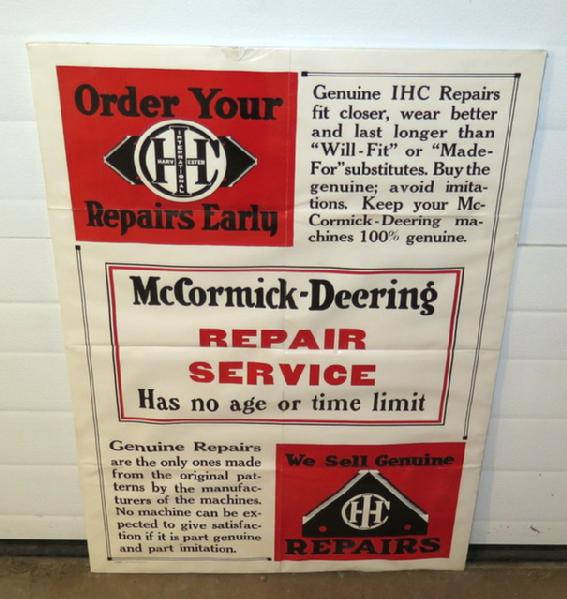 Order Your
IHC
INTERNATIONAL
HARVESTER
Repairs Early
Genuine IHC Repairs
fit closer, wear better
and last longer than
“Will-Fit” or “Made-
For” substitutes. Buy the
genuine; avoid imita-
tions. Keep your Mc-
Cormick-Deering ma-
chines 100% genuine.
McCormick-Deering
REPAIR
SERVICE
Has no age or time limit
Genuine Repairs
are the only ones made
from the original pat-
terns by the manufac-
turers of the machines.
No machine can be ex-
pected to give satisfac-
tion if it is part genuine
and part imitation.
We Sell Genuine
IHC
REPAIRS